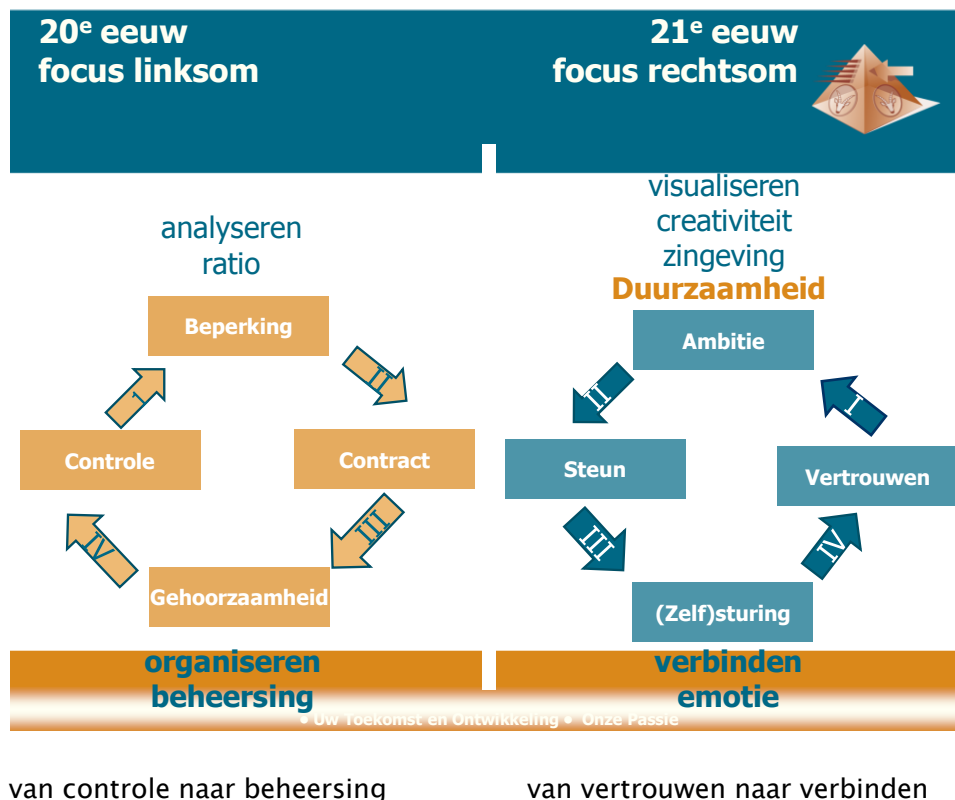 20e eeuw
focus linksom
21e eeuw
focus rechtsom
analyseren
ratio
Beperking
1
II
Controle
Contract
IV
III
Gehoorzaamheid
organiseren
beheersing
visualiseren
creativiteit
zingeving
Duurzaamheid
Ambitie
II
I
Steun
Vertrouwen
III
IV
(Zelf)sturing
verbinden
emotie
• Uw Toekomst en Ontwikkeling • Onze Passie
van controle naar beheersing
van vertrouwen naar verbinden